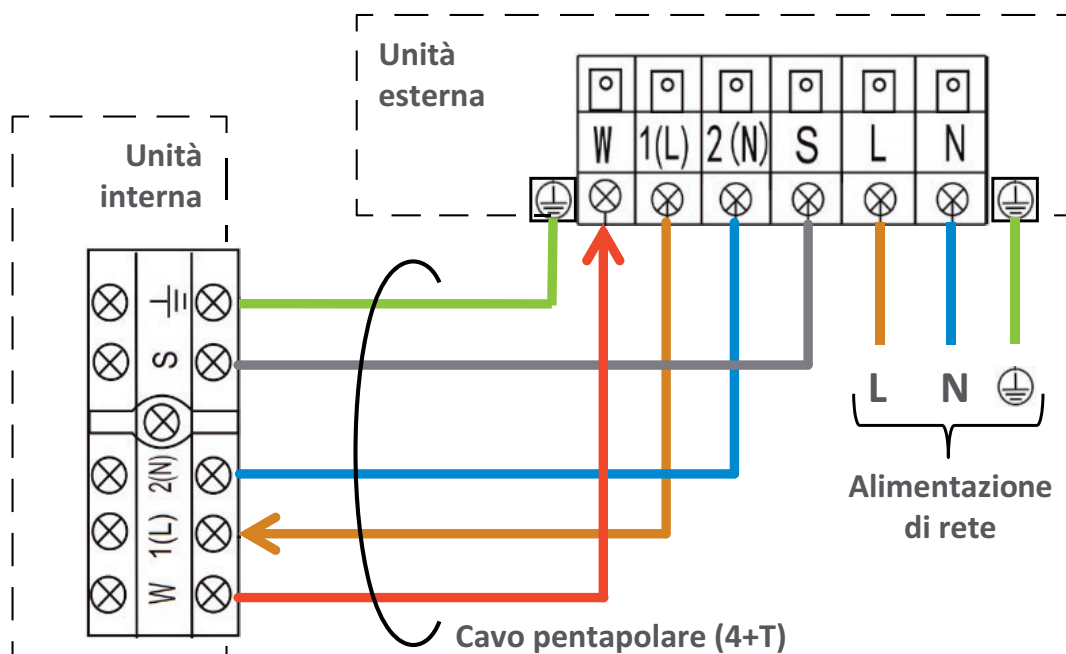 Unità
esterna
W 1(L) 2(N) S L N
Unità
interna
S
2(N)
1(L)
W
L N
Alimentazione
di rete
Cavo pentapolare (4+T)